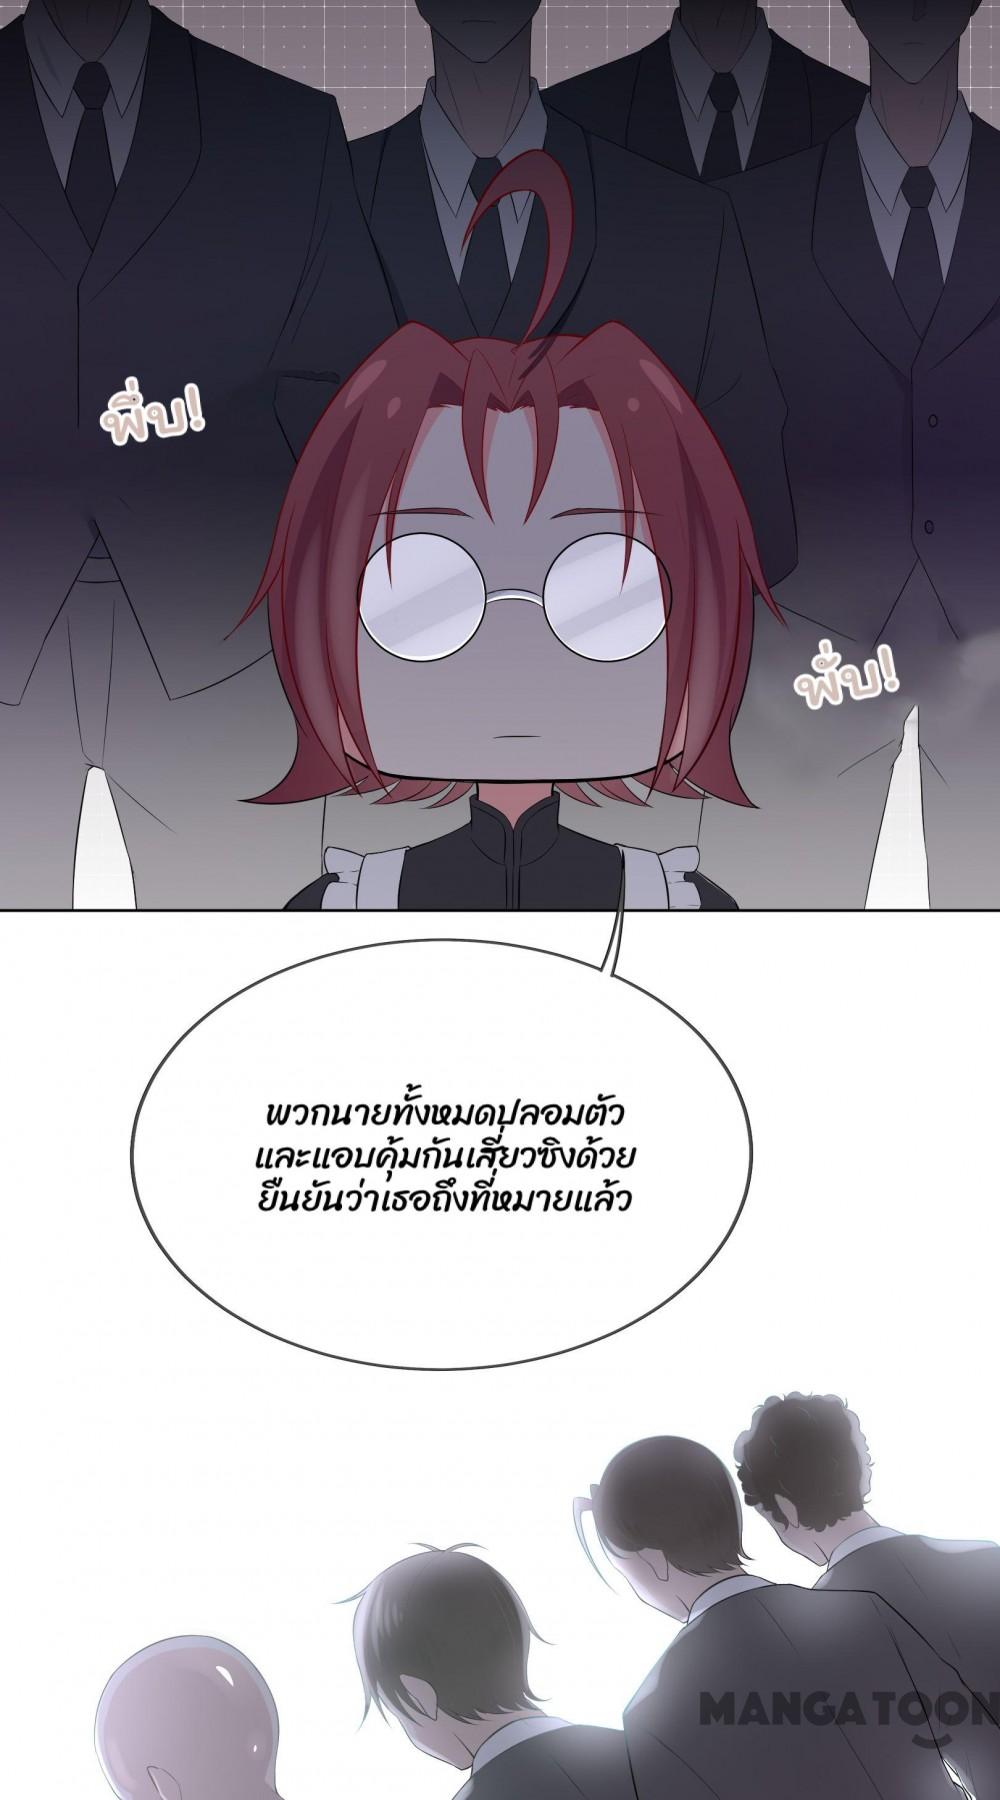 พึ่บ!
พั่บ!
พวกนายทั้งหมดปลอมตัว
และแอบคุ้มกันเสี่ยวซิงด้วย
ยืนยันว่าเธอถึงที่หมายแล้ว
MANGATOON